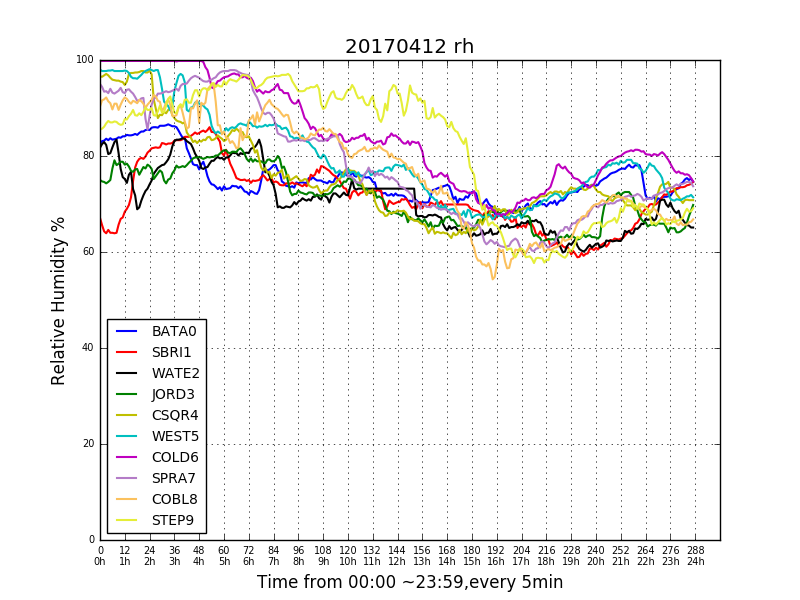 20170412 rh
100
80
60
40
20
0
Relative Humidity %
BATA0
SBRI1
WATE2
JORD3
CSQR4
WEST5
COLD6
SPRA7
COBL8
STEP9
0 12 24 36 48 60 72 84 96 108 120 132 144 156 168 180 192 204 216 228 240 252 264 276 288
0h 1h 2h 3h 4h 5h 6h 7h 8h 9h 10h 11h 12h 13h 14h 15h 16h 17h 18h 19h 20h 21h 22h 23h 24h
Time from 00:00 ~23:59,every 5min